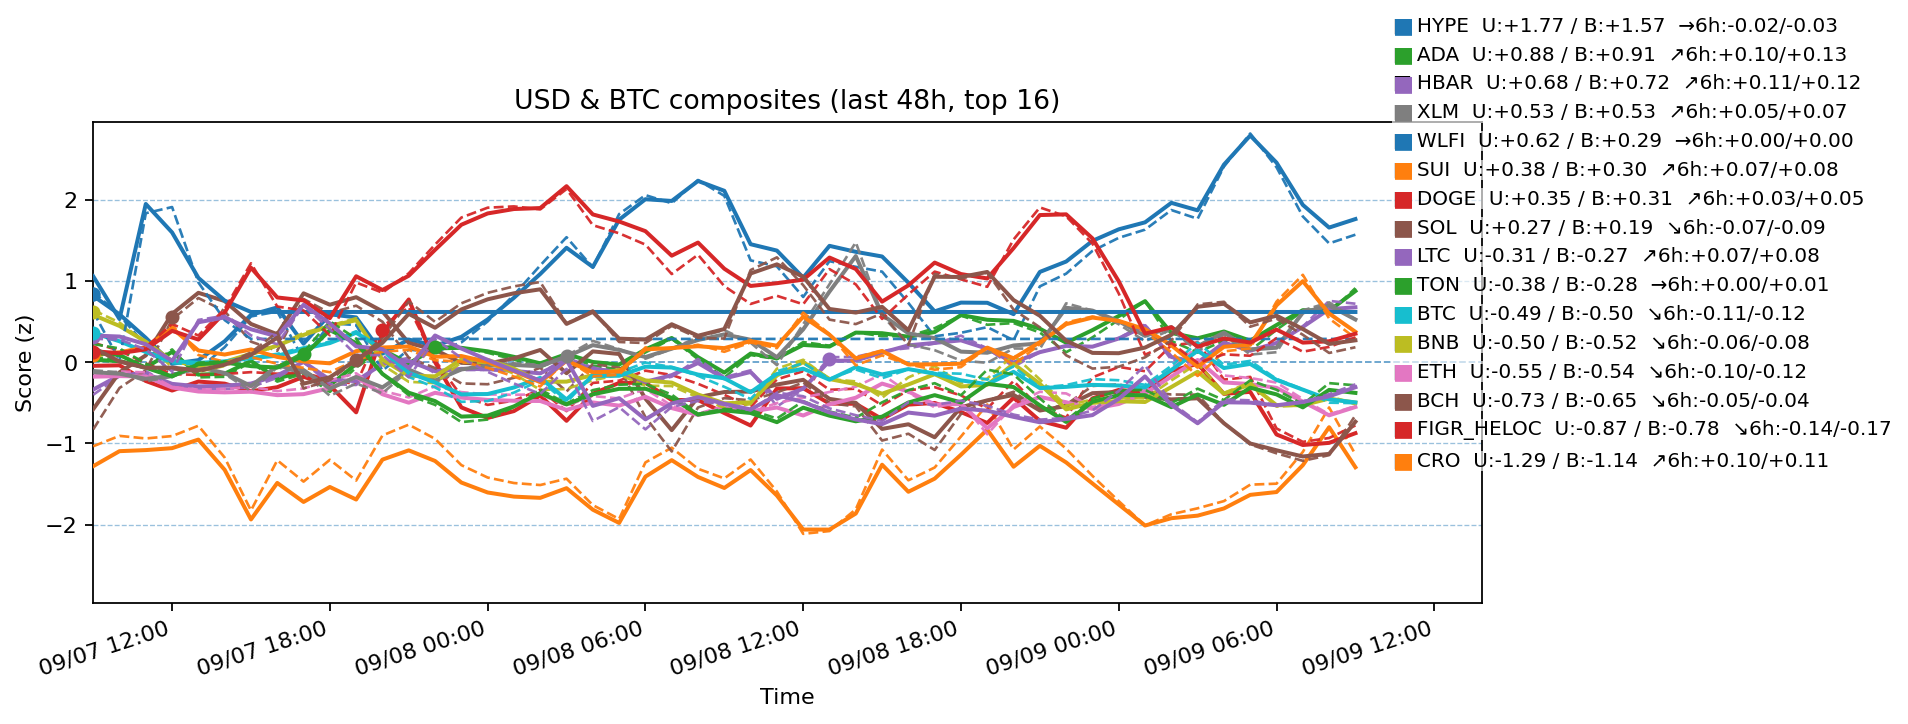 HYPE U:+1.77 / B:+1.57 →6h:-0.02/-0.03
ADA U:+0.88 / B:+0.91 ↗6h:+0.10/+0.13
HBAR U:+0.68 / B:+0.72 ↗6h:+0.11/+0.12
XLM U:+0.53 / B:+0.53 ↗6h:+0.05/+0.07
WLFI U:+0.62 / B:+0.29 →6h:+0.00/+0.00
SUI U:+0.38 / B:+0.30 ↗6h:+0.07/+0.08
DOGE U:+0.35 / B:+0.31 ↗6h:+0.03/+0.05
SOL U:+0.27 / B:+0.19 ↘6h:-0.07/-0.09
LTC U:-0.31 / B:-0.27 ↗6h:+0.07/+0.08
TON U:-0.38 / B:-0.28 →6h:+0.00/+0.01
BTC U:-0.49 / B:-0.50 ↘6h:-0.11/-0.12
BNB U:-0.50 / B:-0.52 ↘6h:-0.06/-0.08
ETH U:-0.55 / B:-0.54 ↘6h:-0.10/-0.12
BCH U:-0.73 / B:-0.65 ↘6h:-0.05/-0.04
FIGR_HELOC U:-0.87 / B:-0.78 ↘6h:-0.14/-0.17
CRO U:-1.29 / B:-1.14 ↗6h:+0.10/+0.11
USD & BTC composites (last 48h, top 16)
Score (z)
2
1
0
−1
−2
09/07 12:00
09/07 18:00
09/08 00:00
09/08 06:00
09/08 12:00
09/08 18:00
09/09 00:00
09/09 06:00
09/09 12:00
Time